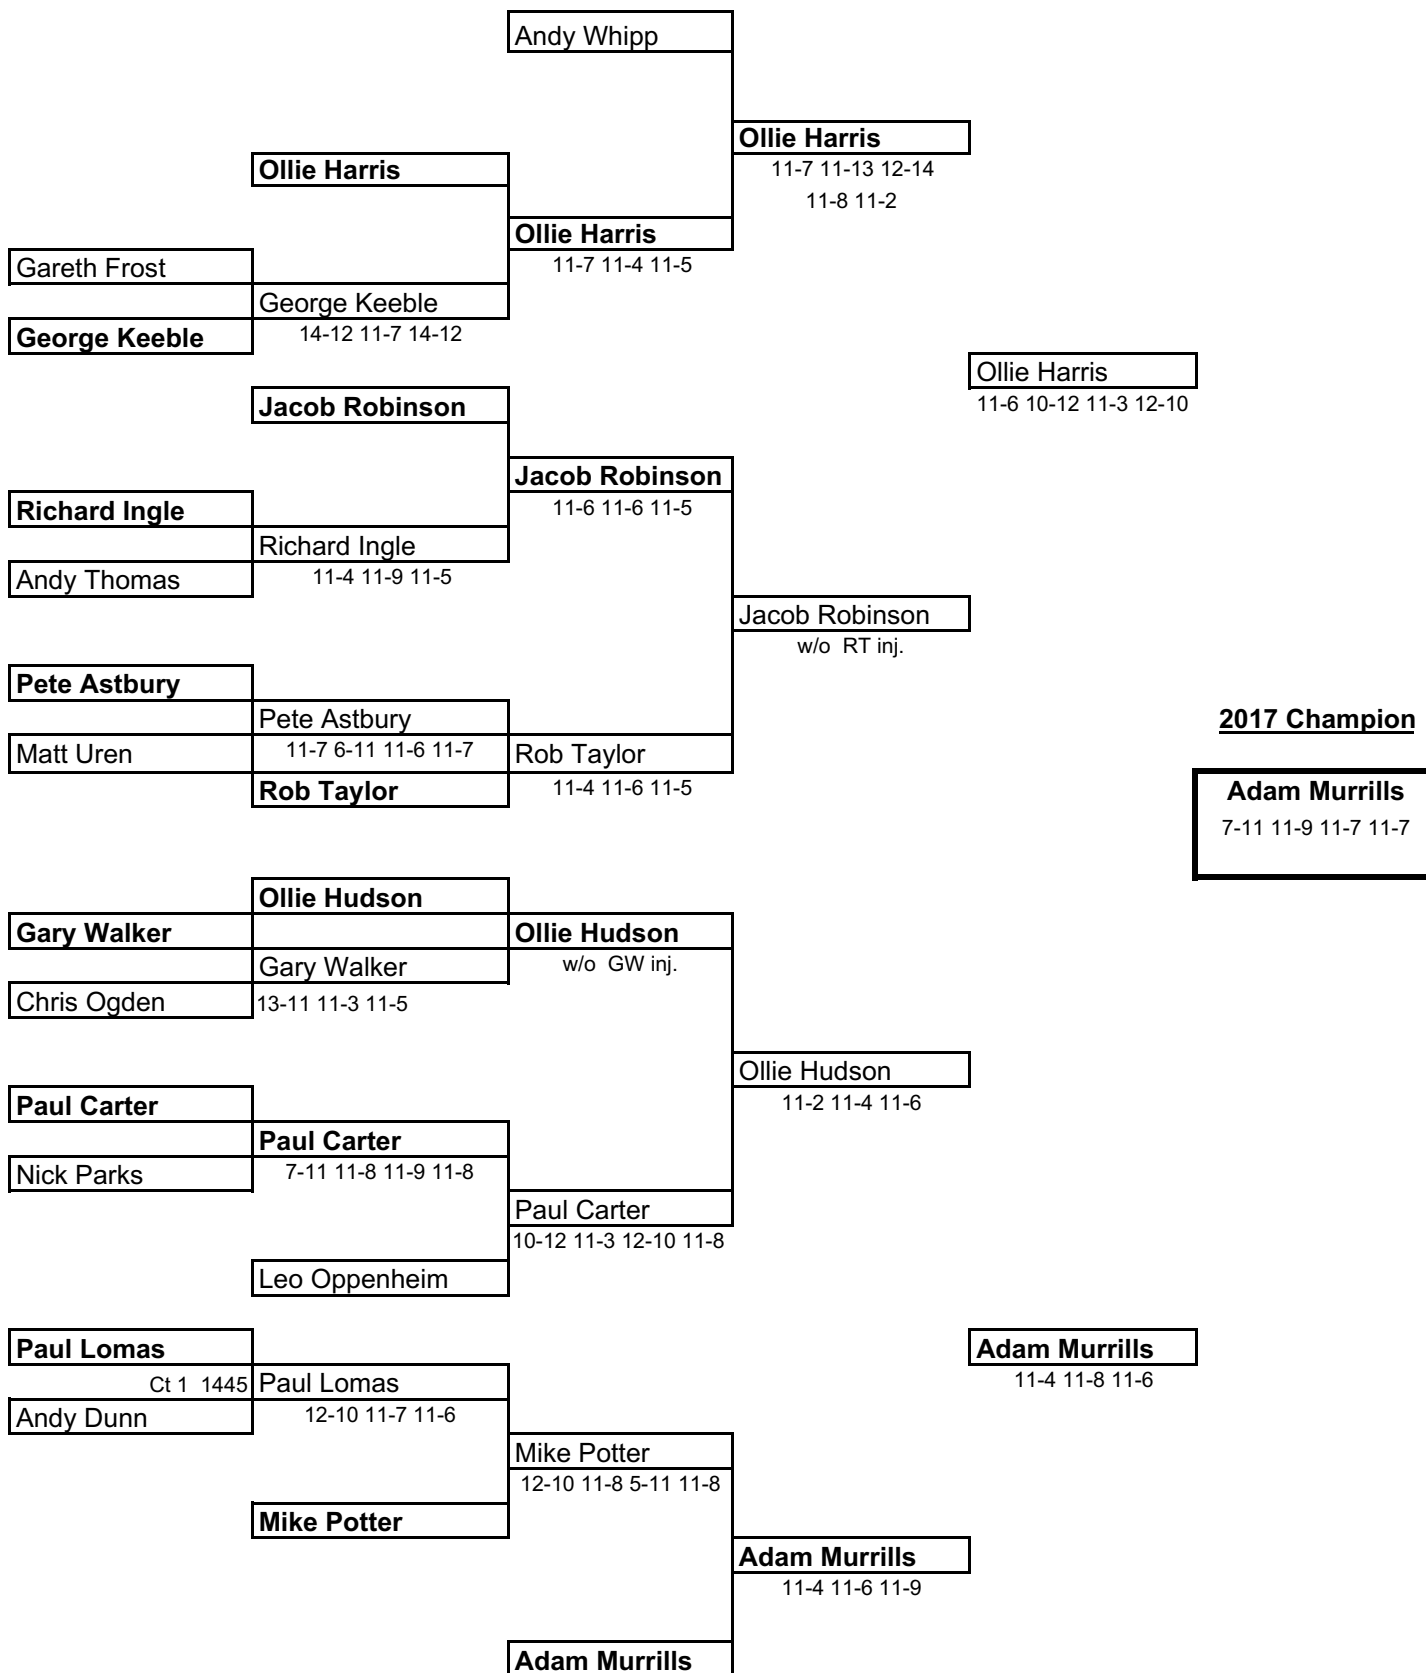 Andy Whipp
Ollie Harris
11-7 11-13 12-14
11-8 11-2
Ollie Harris
Ollie Harris
11-7 11-4 11-5
Gareth Frost
George Keeble
14-12 11-7 14-12
George Keeble
Ollie Harris
11-6 10-12 11-3 12-10
Jacob Robinson
Jacob Robinson
11-6 11-6 11-5
Richard Ingle
Richard Ingle
11-4 11-9 11-5
Andy Thomas
Jacob Robinson
w/o RT inj.
Pete Astbury
Pete Astbury
11-7 6-11 11-6 11-7
Matt Uren
Rob Taylor
11-4 11-6 11-5
Rob Taylor
2017 Champion
Adam Murrills
7-11 11-9 11-7 11-7
Ollie Hudson
Gary Walker
Ollie Hudson
w/o GW inj.
Gary Walker
13-11 11-3 11-5
Chris Ogden
Ollie Hudson
11-2 11-4 11-6
Paul Carter
Paul Carter
7-11 11-8 11-9 11-8
Nick Parks
Paul Carter
10-12 11-3 12-10 11-8
Leo Oppenheim
Paul Lomas
Ct 1 1445
Paul Lomas
12-10 11-7 11-6
Andy Dunn
Adam Murrills
11-4 11-8 11-6
Mike Potter
12-10 11-8 5-11 11-8
Mike Potter
Adam Murrills
11-4 11-6 11-9
Adam Murrills